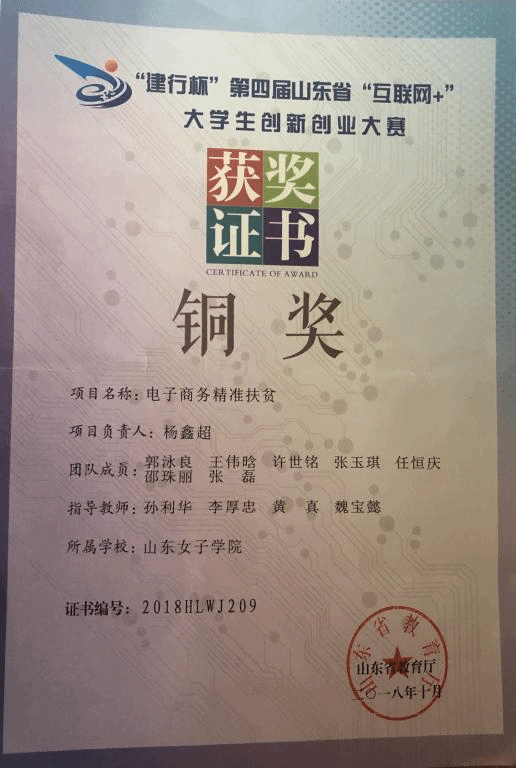 “建行杯”第四届山东省“互联网+”
大学生创新创业大赛
获奖
证书
CERTIFICATE OF AWARD
铜 奖
项目名称：电子商务精准扶贫
项目负责人：杨鑫超
团队成员：郭泳良 王伟晗 许世铭 张玉琪 任恒庆
邵珠丽 张 磊
指导教师：孙利华 李厚忠 黄 真 魏宝懿
所属学校：山东女子学院
证书编号：2018HLWJ209
山东省教育厅
山东省教育厅
二〇一八年十月